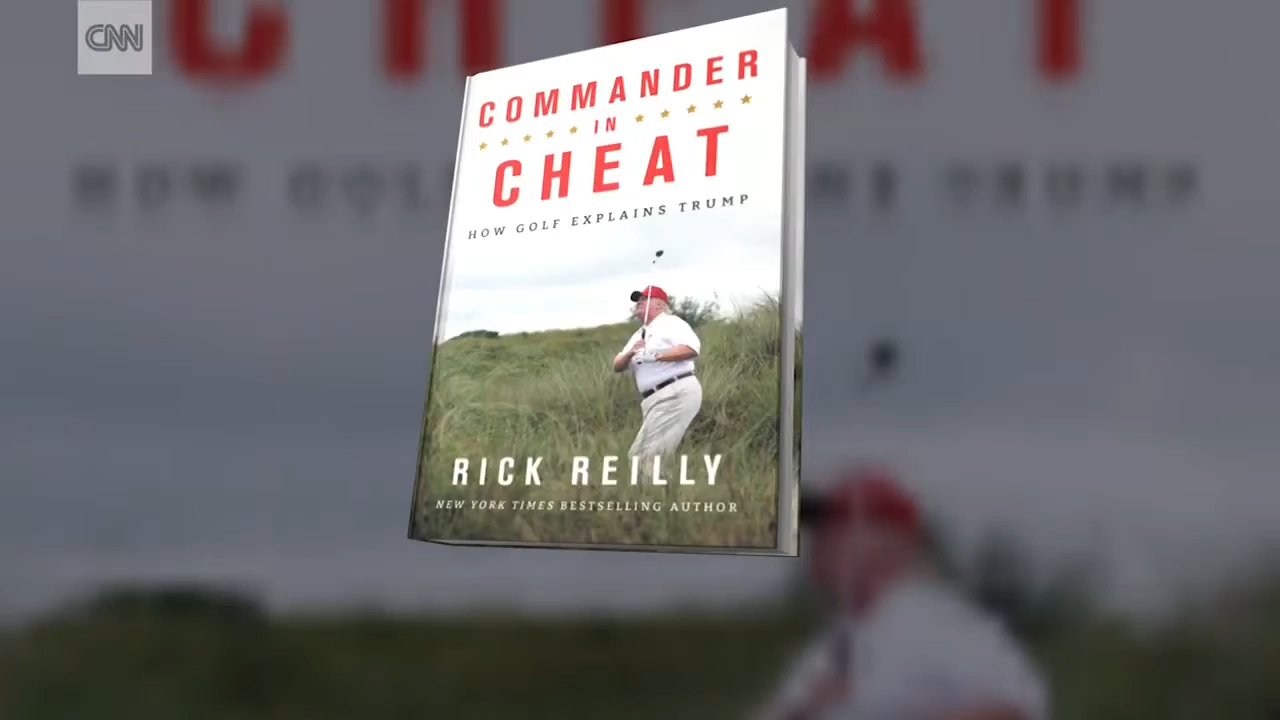 CNN
COMMANDER
IN
CHEAT
HOW GOLF EXPLAINS TRUMP
RICK REILLY
NEW YORK TIMES BESTSELLING AUTHOR